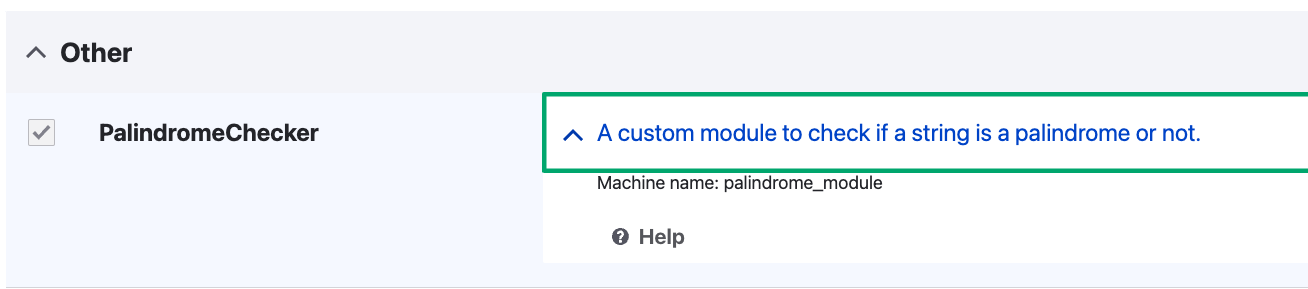 Other
PalindromeChecker
A custom module to check if a string is a palindrome or not.
Machine name: palindrome_module
Help